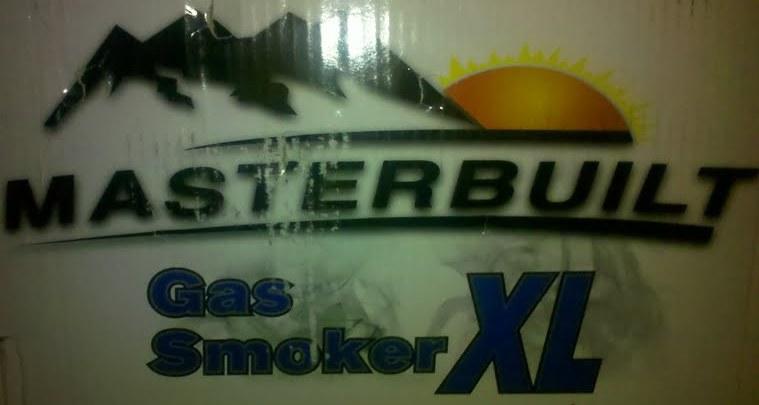 MASTERBUILT
Gas
Smoker XL